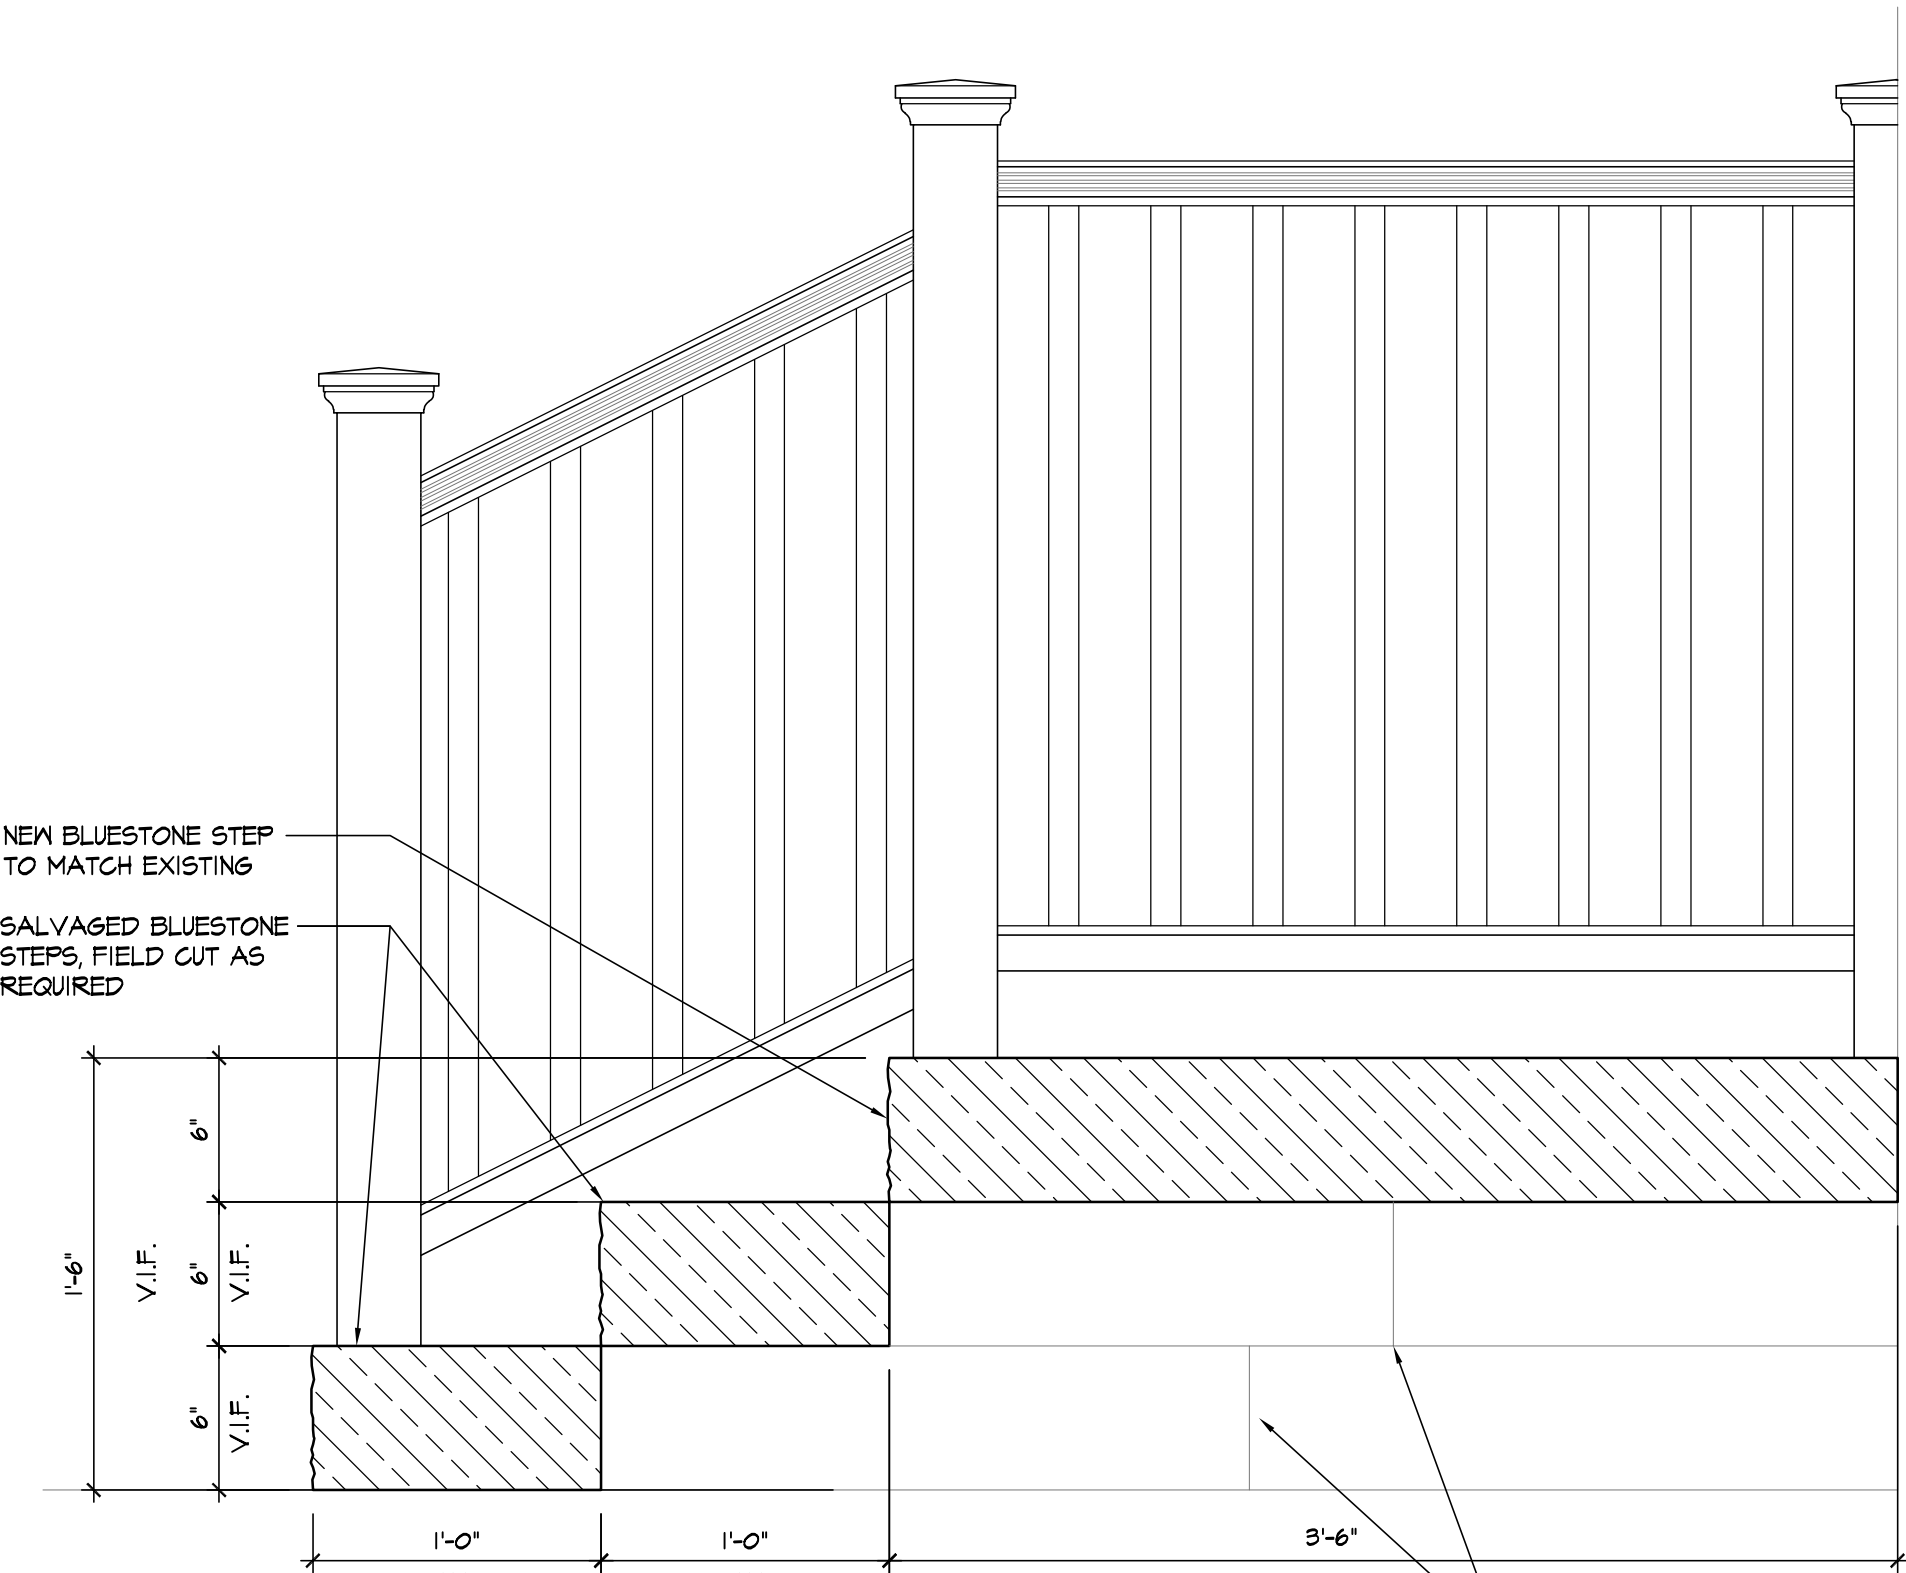 NEW BLUESTONE STEP
TO MATCH EXISTING
SALVAGED BLUESTONE
STEPS, FIELD CUT AS
REQUIRED
6"
1'-6"
V.I.F.
6"
V.I.F.
6"
V.I.F.
1'-0"
1'-0"
3'-6"